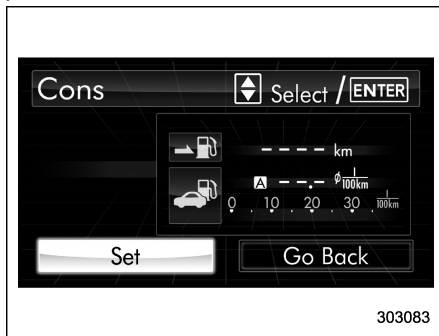 Cons Select / ENTER
---- km
A --.- ø l/100km
0 10 20 30 l/100km
Set Go Back
303083